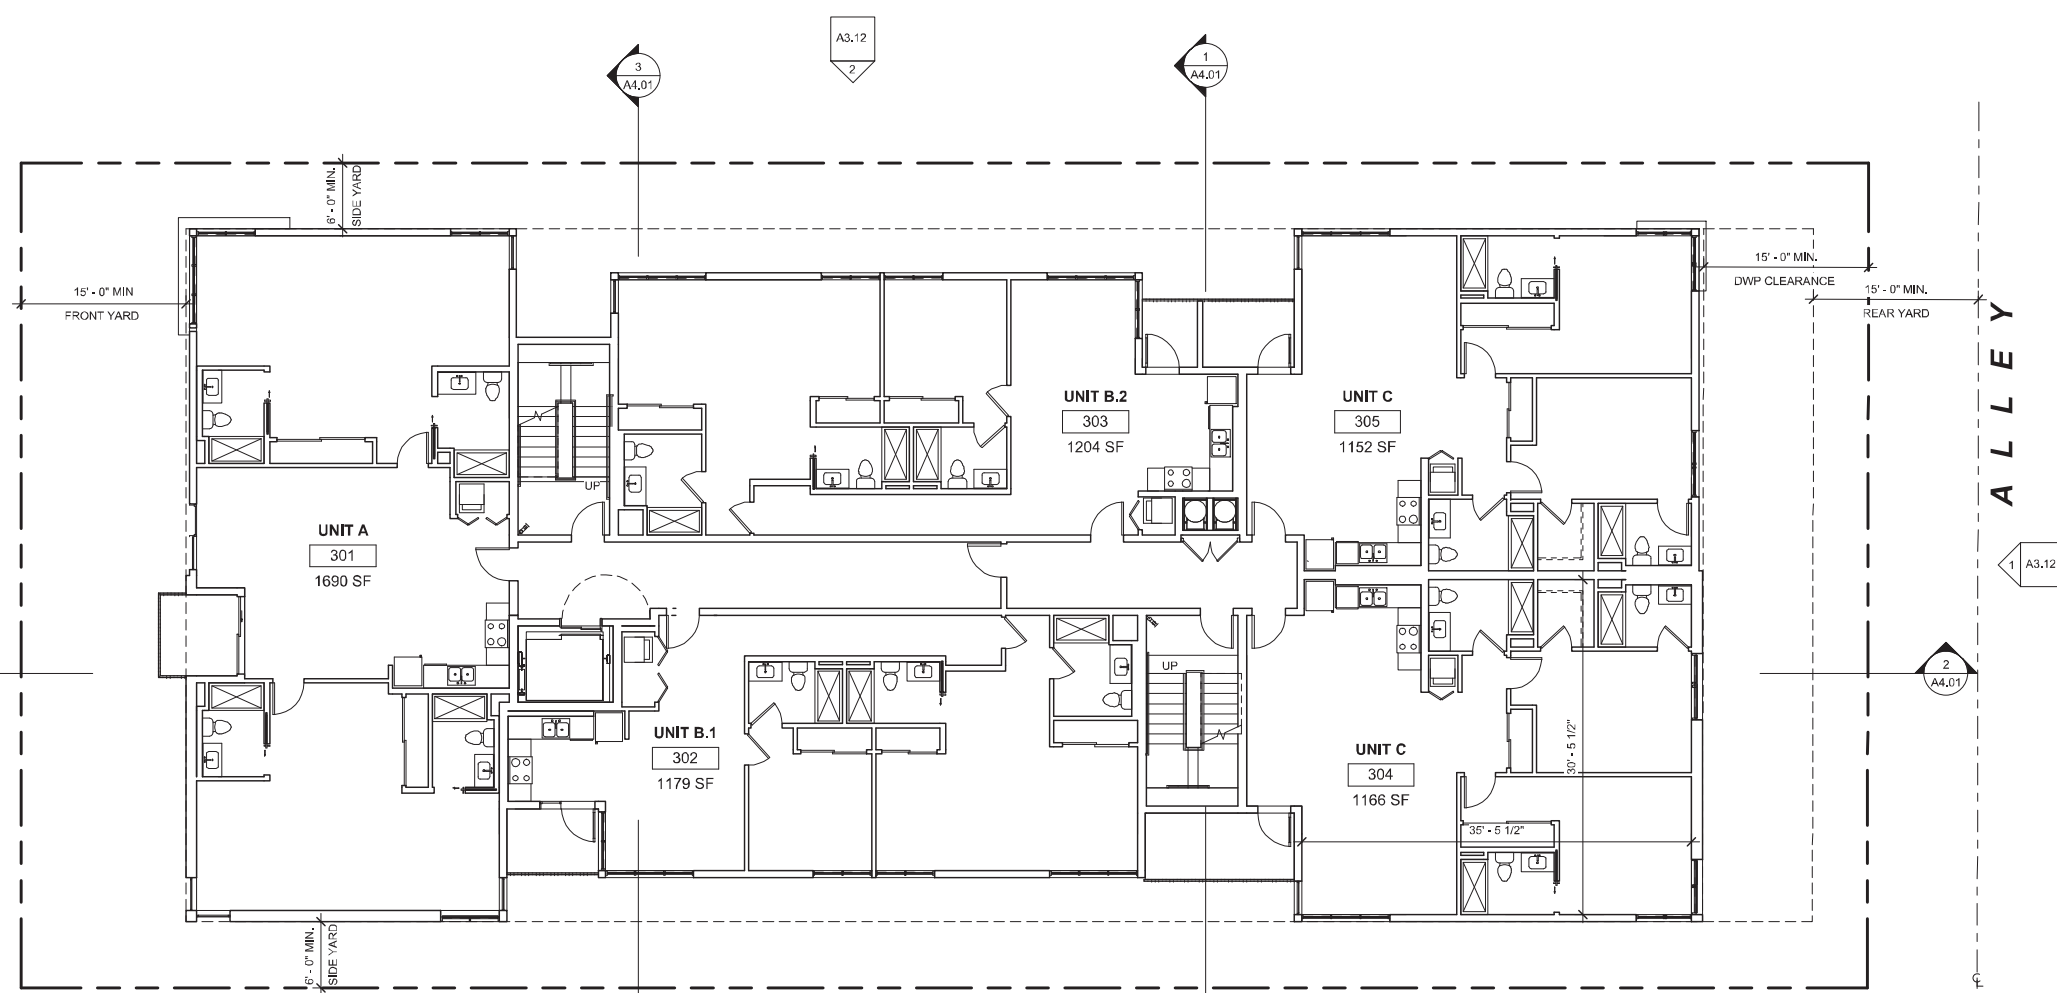 A3.12
2
3
A4.01
1
A4.01
6' - 0" MIN.
SIDE YARD
15' - 0" MIN
FRONT YARD
15' - 0" MIN.
DWP CLEARANCE
15' - 0" MIN.
REAR YARD
ALLEY
UNIT B.2
303
1204 SF
UNIT C
305
1152 SF
UP
UNIT A
301
1690 SF
1
A3.12
UP
2
A4.01
UNIT B.1
302
1179 SF
UNIT C
304
1166 SF
30' - 5 1/2"
35' - 5 1/2"
6' - 0" MIN.
SIDE YARD